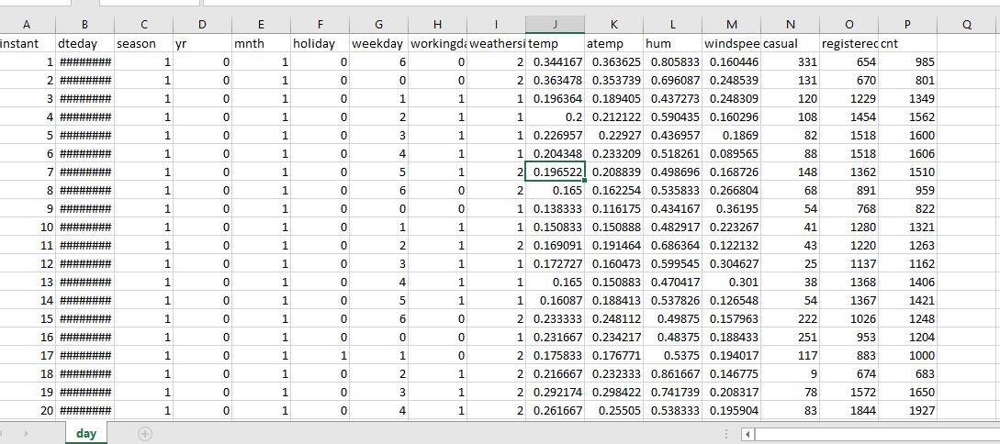 A B C D E F G H I J K L M N O P Q
instant dteday season yr mnth holiday weekday workingda weathersi temp atemp hum windspee casual registered cnt
1 ######## 1 0 1 0 6 0 2 0.344167 0.363625 0.805833 0.160446 331 654 985
2 ######## 1 0 1 0 0 0 2 0.363478 0.353739 0.696087 0.248539 131 670 801
3 ######## 1 0 1 0 1 1 1 0.196364 0.189405 0.437273 0.248309 120 1229 1349
4 ######## 1 0 1 0 2 1 1 0.2 0.212122 0.590435 0.160296 108 1454 1562
5 ######## 1 0 1 0 3 1 1 0.226957 0.22927 0.436957 0.1869 82 1518 1600
6 ######## 1 0 1 0 4 1 1 0.204348 0.233209 0.518261 0.089565 88 1518 1606
7 ######## 1 0 1 0 5 1 2 0.196522 0.208839 0.498696 0.168726 148 1362 1510
8 ######## 1 0 1 0 6 0 2 0.165 0.162254 0.535833 0.266804 68 891 959
9 ######## 1 0 1 0 0 0 1 0.138333 0.116175 0.434167 0.36195 54 768 822
10 ######## 1 0 1 0 1 1 1 0.150833 0.150888 0.482917 0.223267 41 1280 1321
11 ######## 1 0 1 0 2 1 2 0.169091 0.191464 0.686364 0.122132 43 1220 1263
12 ######## 1 0 1 0 3 1 1 0.172727 0.160473 0.599545 0.304627 25 1137 1162
13 ######## 1 0 1 0 4 1 1 0.165 0.150883 0.470417 0.301 38 1368 1406
14 ######## 1 0 1 0 5 1 1 0.16087 0.188413 0.537826 0.126548 54 1367 1421
15 ######## 1 0 1 0 6 0 2 0.233333 0.248112 0.49875 0.157963 222 1026 1248
16 ######## 1 0 1 0 0 0 1 0.231667 0.234217 0.48375 0.188433 251 953 1204
17 ######## 1 0 1 1 1 0 2 0.175833 0.176771 0.5375 0.194017 117 883 1000
18 ######## 1 0 1 0 2 1 2 0.216667 0.232333 0.861667 0.146775 9 674 683
19 ######## 1 0 1 0 3 1 2 0.292174 0.298422 0.741739 0.208317 78 1572 1650
20 ######## 1 0 1 0 4 1 2 0.261667 0.25505 0.538333 0.195904 83 1844 1927
day